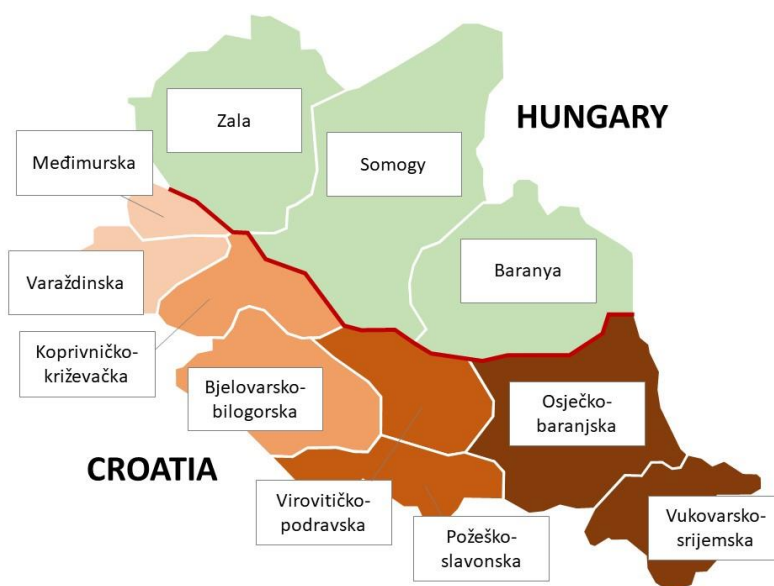 Zala
HUNGARY
Međimurska
Somogy
Varaždinska
Baranya
Koprivničko-
križevačka
Bjelovarsko-
bilogorska
Osječko-
baranjska
CROATIA
Virovitičko-
podravska
Požeško-
slavonska
Vukovarsko-
srijemska